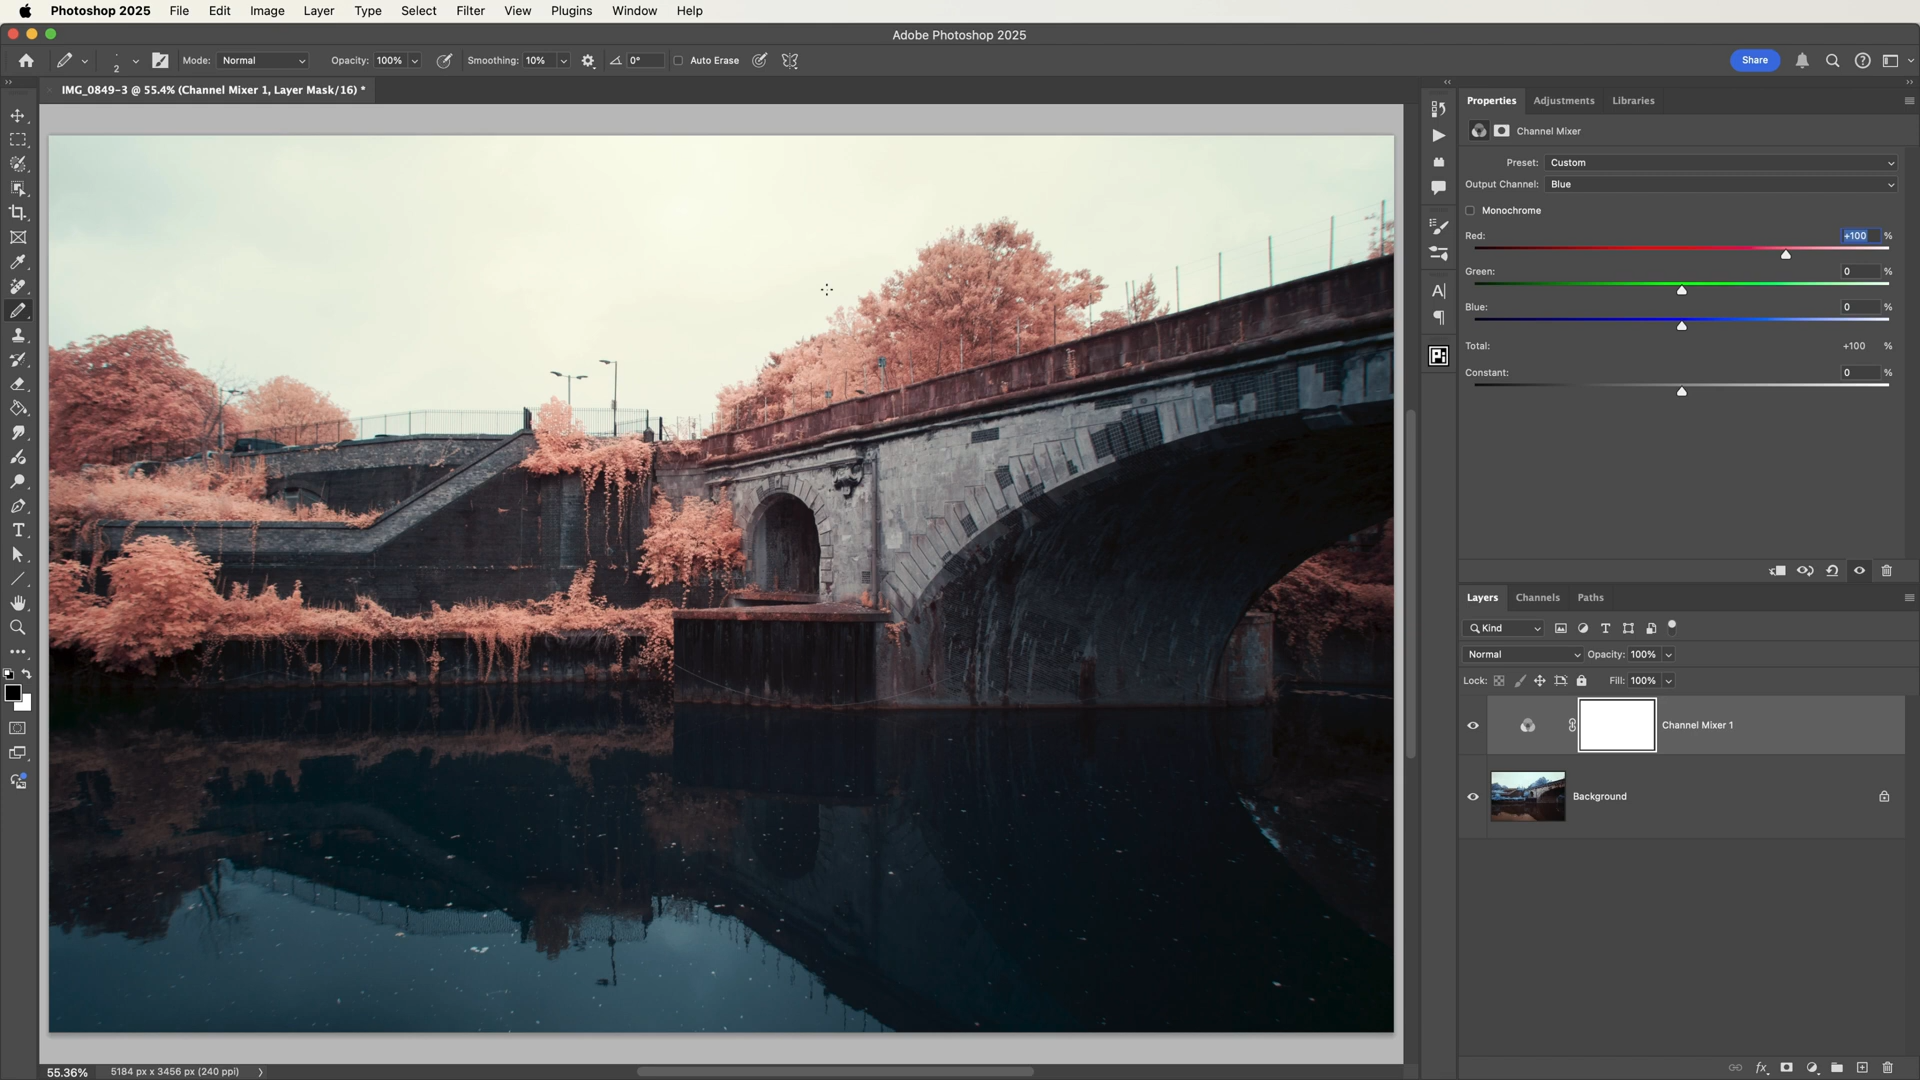 Photoshop 2025 File Edit Image Layer Type Select Filter View Plugins Window Help
Adobe Photoshop 2025
2 Mode: Normal Opacity: 100% Smoothing: 10% 0° Auto Erase Share
IMG_0849-3 @ 55.4% (Channel Mixer 1, Layer Mask/16) *
Properties Adjustments Libraries
Channel Mixer
Preset: Custom
Output Channel: Blue
Monochrome
Red: +100 %
Green: 0 %
Blue: 0 %
Total: +100 %
Constant: 0 %
Layers Channels Paths
Kind
Normal Opacity: 100%
Lock: Fill: 100%
Channel Mixer 1
Background
55.36% 5184 px x 3456 px (240 ppi)